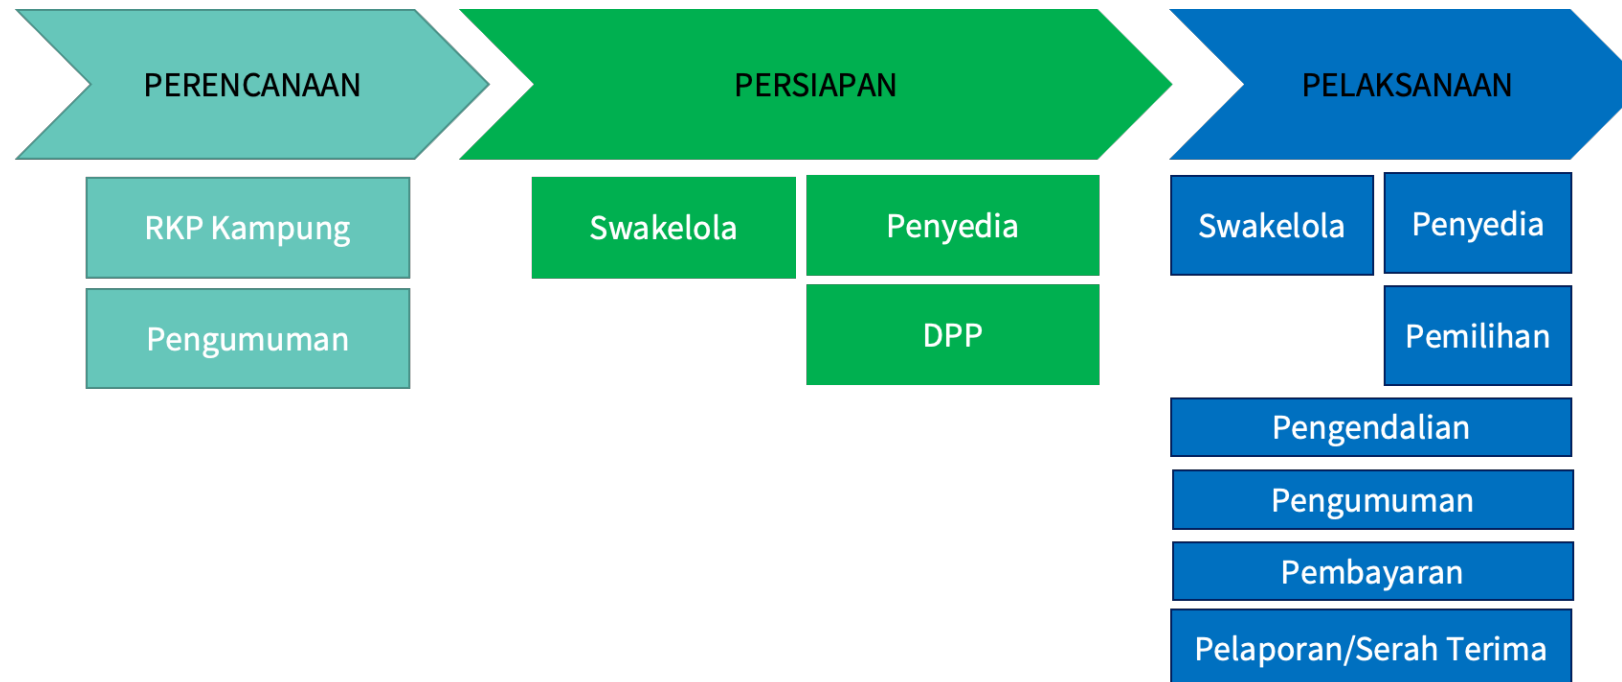 PERENCANAAN
PERSIAPAN
PELAKSANAAN
RKP Kampung
Pengumuman
Swakelola
Penyedia
DPP
Swakelola
Penyedia
Pemilihan
Pengendalian
Pengumuman
Pembayaran
Pelaporan/Serah Terima